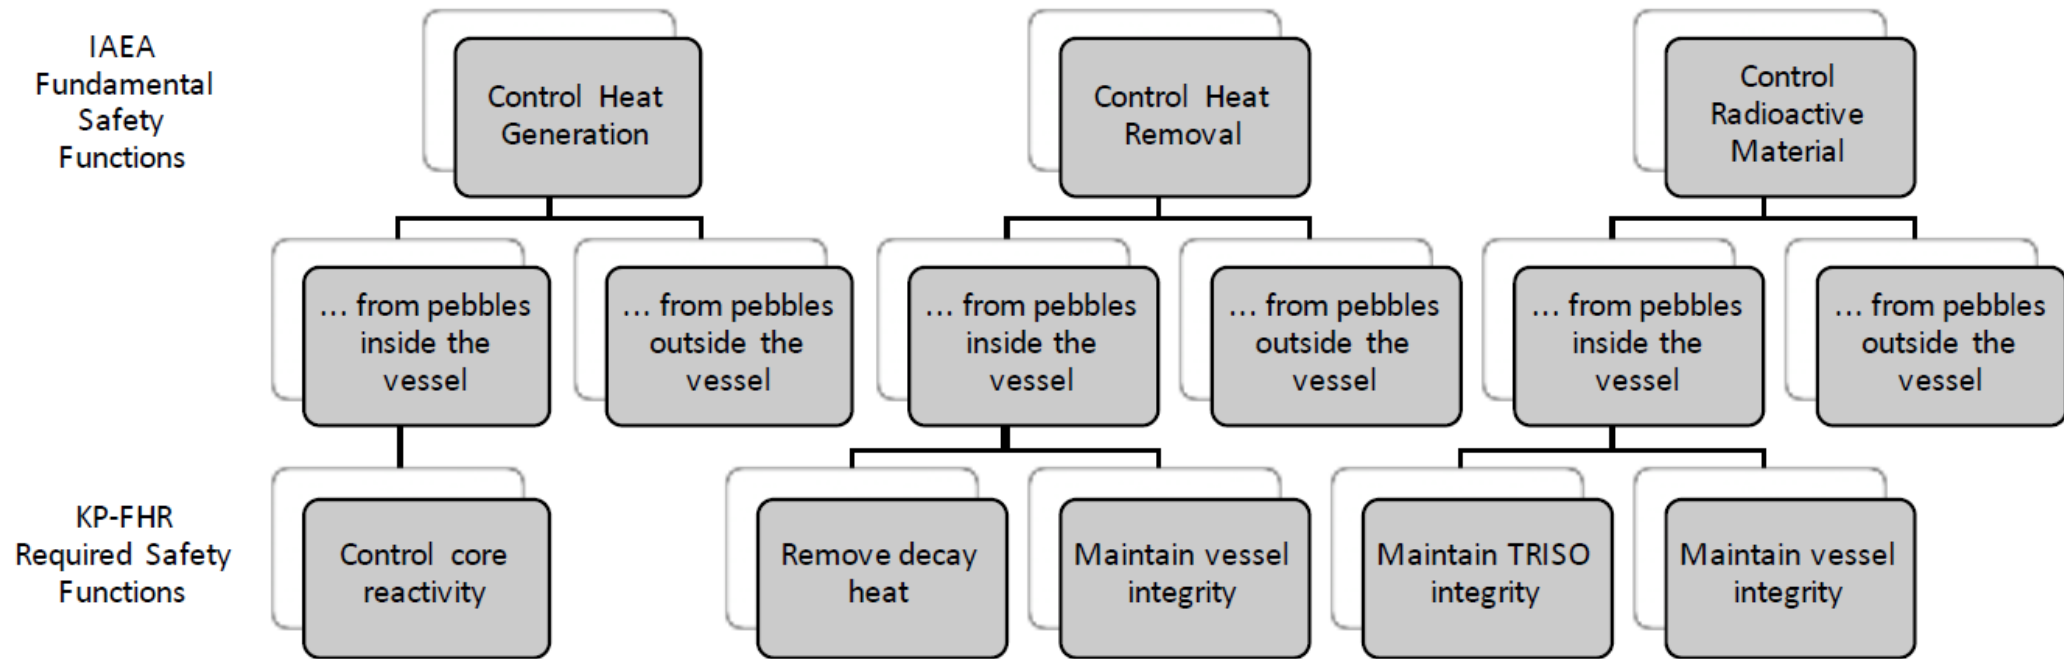 IAEA
Fundamental
Safety
Functions
Control Heat
Generation
Control Heat
Removal
Control
Radioactive
Material
... from pebbles
inside the
vessel
... from pebbles
outside the
vessel
... from pebbles
inside the
vessel
... from pebbles
outside the
vessel
... from pebbles
inside the
vessel
... from pebbles
outside the
vessel
KP-FHR
Required Safety
Functions
Control core
reactivity
Remove decay
heat
Maintain vessel
integrity
Maintain TRISO
integrity
Maintain vessel
integrity